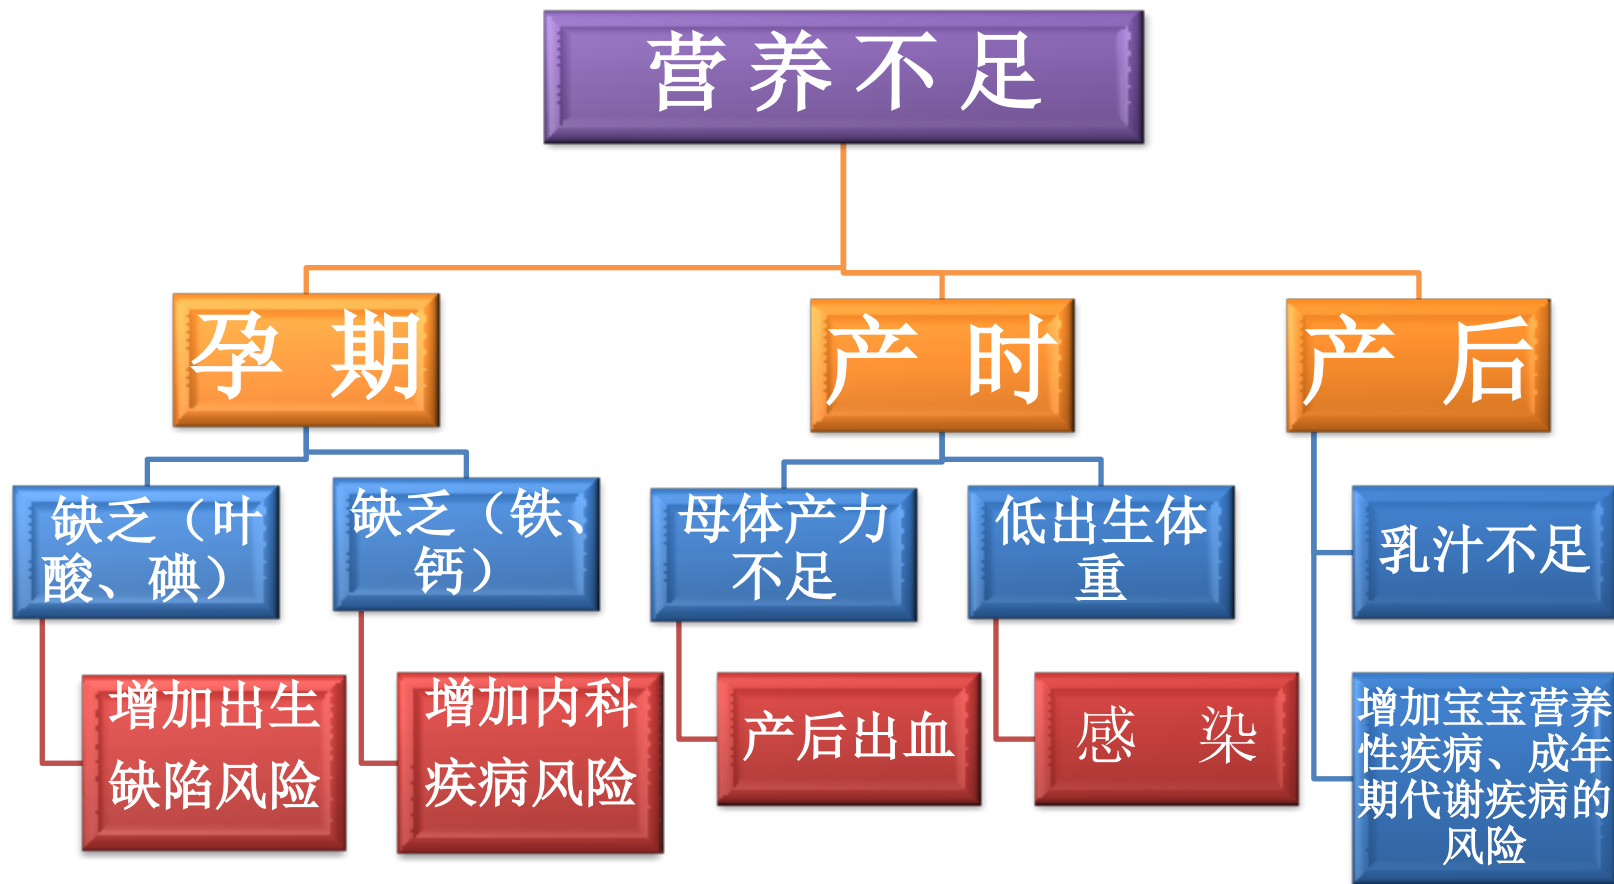 营养不足
孕 期
产 时
产 后
缺乏（叶
酸、碘）
缺乏（铁、
钙）
母体产力
不足
低出生体
重
乳汁不足
增加出生
缺陷风险
增加内科
疾病风险
产后出血
感 染
增加宝宝营养
性疾病、成年
期代谢疾病的
风险